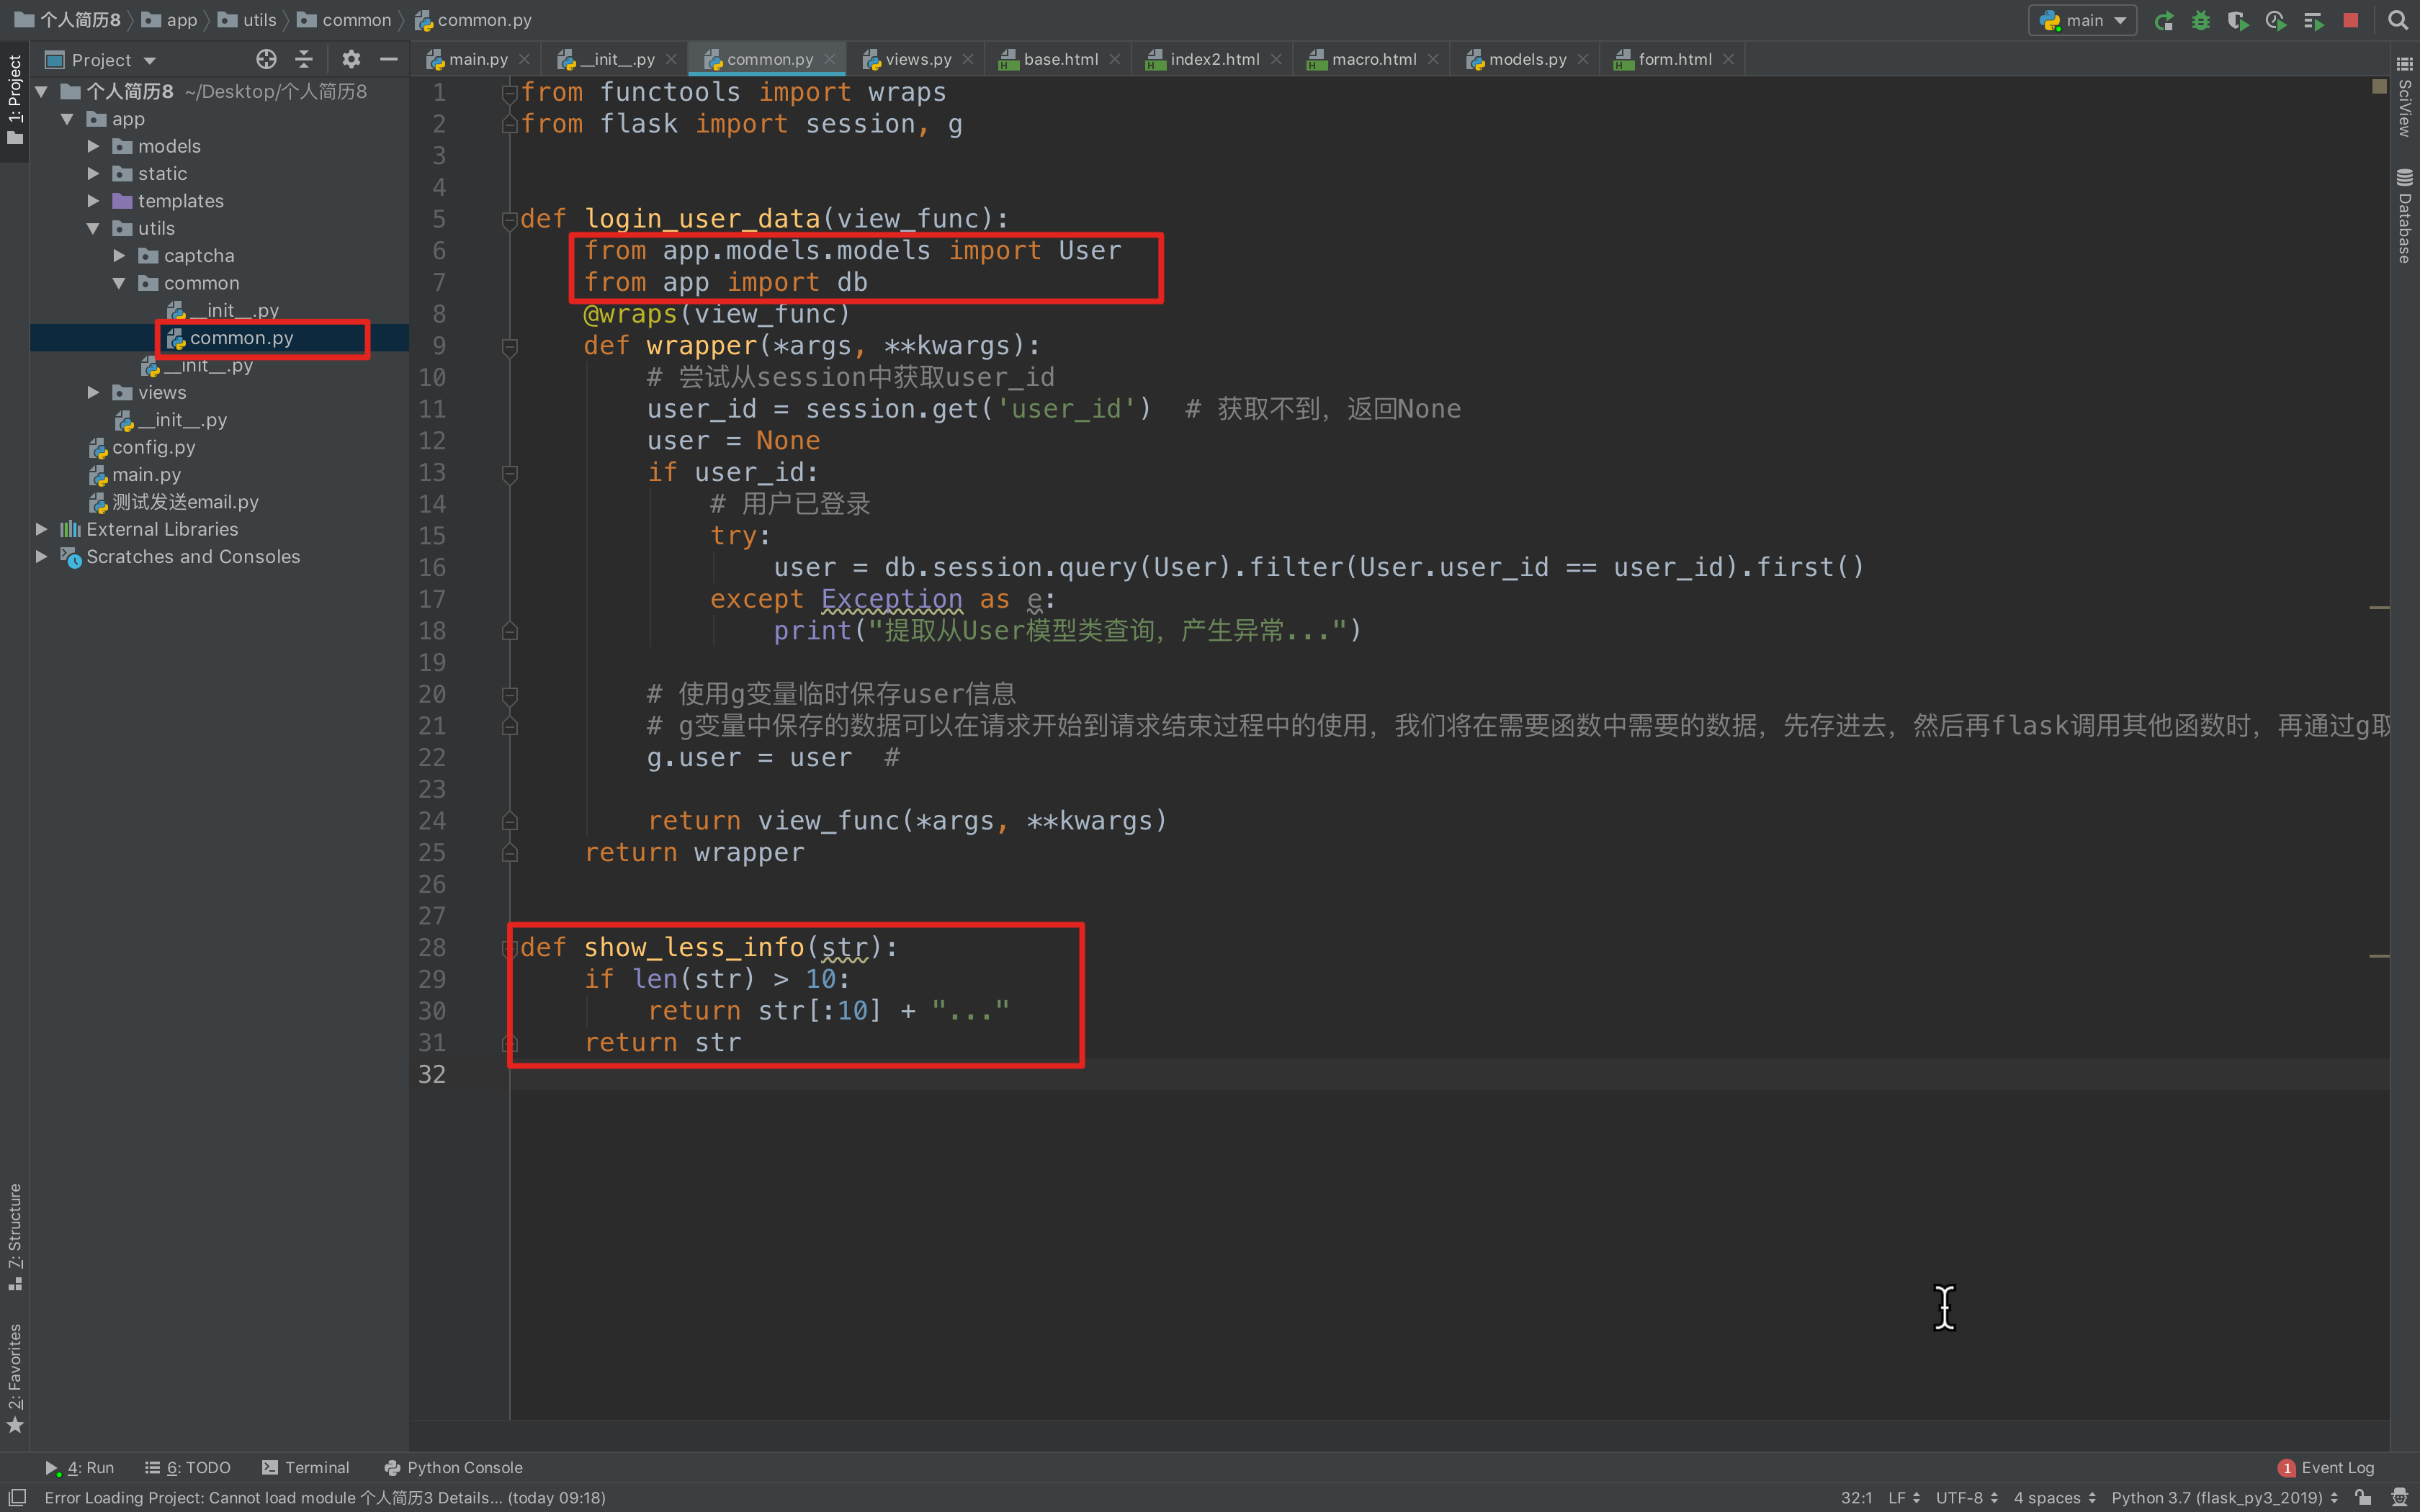 个人简历8 app utils common common.py main
Project
main.py __init__.py common.py views.py base.html index2.html macro.html models.py form.html
1: Project
个人简历8 ~/Desktop/个人简历8
app
models
static
templates
utils
captcha
common
__init__.py
common.py
__init__.py
views
__init__.py
config.py
main.py
测试发送email.py
External Libraries
Scratches and Consoles
7: Structure
2: Favorites
1 from functools import wraps
2 from flask import session, g
3
4
5 def login_user_data(view_func):
6 from app.models.models import User
7 from app import db
8 @wraps(view_func)
9 def wrapper(*args, **kwargs):
10 # 尝试从session中获取user_id
11 user_id = session.get('user_id')  # 获取不到，返回None
12 user = None
13 if user_id:
14 # 用户已登录
15 try:
16 user = db.session.query(User).filter(User.user_id == user_id).first()
17 except Exception as e:
18 print("提取从User模型类查询，产生异常...")
19
20 # 使用g变量临时保存user信息
21 # g变量中保存的数据可以在请求开始到请求结束过程中的使用，我们将在需要函数中需要的数据，先存进去，然后再flask调用其他函数时，再通过g取
22 g.user = user  #
23
24 return view_func(*args, **kwargs)
25 return wrapper
26
27
28 def show_less_info(str):
29 if len(str) > 10:
30 return str[:10] + "..."
31 return str
32
SciView
Database
4: Run 6: TODO Terminal Python Console 1 Event Log
Error Loading Project: Cannot load module 个人简历3 Details... (today 09:18) 32:1 LF UTF-8 4 spaces Python 3.7 (flask_py3_2019)